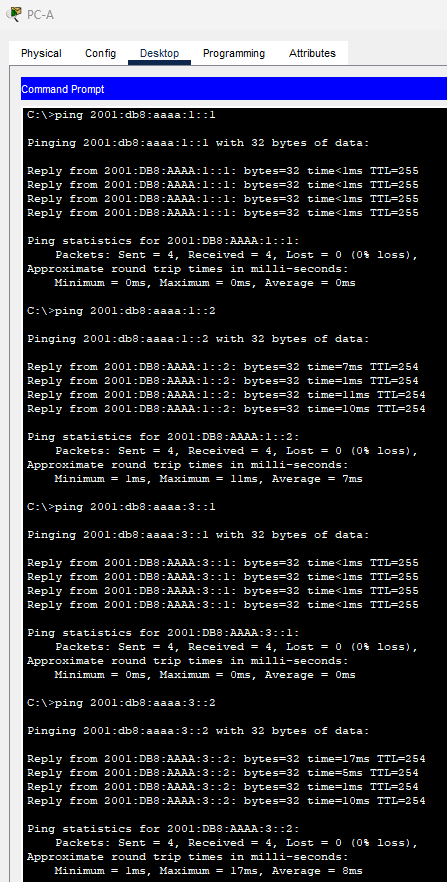 PC-A
Physical Config Desktop Programming Attributes
Command Prompt
C:\>ping 2001:db8:aaaa:1::1
Pinging 2001:db8:aaaa:1::1 with 32 bytes of data:
Reply from 2001:DB8:AAAA:1::1: bytes=32 time<1ms TTL=255
Reply from 2001:DB8:AAAA:1::1: bytes=32 time<1ms TTL=255
Reply from 2001:DB8:AAAA:1::1: bytes=32 time<1ms TTL=255
Reply from 2001:DB8:AAAA:1::1: bytes=32 time<1ms TTL=255
Ping statistics for 2001:DB8:AAAA:1::1:
Packets: Sent = 4, Received = 4, Lost = 0 (0% loss),
Approximate round trip times in milli-seconds:
Minimum = 0ms, Maximum = 0ms, Average = 0ms
C:\>ping 2001:db8:aaaa:1::2
Pinging 2001:db8:aaaa:1::2 with 32 bytes of data:
Reply from 2001:DB8:AAAA:1::2: bytes=32 time=7ms TTL=254
Reply from 2001:DB8:AAAA:1::2: bytes=32 time=1ms TTL=254
Reply from 2001:DB8:AAAA:1::2: bytes=32 time=11ms TTL=254
Reply from 2001:DB8:AAAA:1::2: bytes=32 time=10ms TTL=254
Ping statistics for 2001:DB8:AAAA:1::2:
Packets: Sent = 4, Received = 4, Lost = 0 (0% loss),
Approximate round trip times in milli-seconds:
Minimum = 1ms, Maximum = 11ms, Average = 7ms
C:\>ping 2001:db8:aaaa:3::1
Pinging 2001:db8:aaaa:3::1 with 32 bytes of data:
Reply from 2001:DB8:AAAA:3::1: bytes=32 time<1ms TTL=255
Reply from 2001:DB8:AAAA:3::1: bytes=32 time<1ms TTL=255
Reply from 2001:DB8:AAAA:3::1: bytes=32 time<1ms TTL=255
Reply from 2001:DB8:AAAA:3::1: bytes=32 time<1ms TTL=255
Ping statistics for 2001:DB8:AAAA:3::1:
Packets: Sent = 4, Received = 4, Lost = 0 (0% loss),
Approximate round trip times in milli-seconds:
Minimum = 0ms, Maximum = 0ms, Average = 0ms
C:\>ping 2001:db8:aaaa:3::2
Pinging 2001:db8:aaaa:3::2 with 32 bytes of data:
Reply from 2001:DB8:AAAA:3::2: bytes=32 time=17ms TTL=254
Reply from 2001:DB8:AAAA:3::2: bytes=32 time=5ms TTL=254
Reply from 2001:DB8:AAAA:3::2: bytes=32 time=1ms TTL=254
Reply from 2001:DB8:AAAA:3::2: bytes=32 time=10ms TTL=254
Ping statistics for 2001:DB8:AAAA:3::2:
Packets: Sent = 4, Received = 4, Lost = 0 (0% loss),
Approximate round trip times in milli-seconds:
Minimum = 1ms, Maximum = 17ms, Average = 8ms